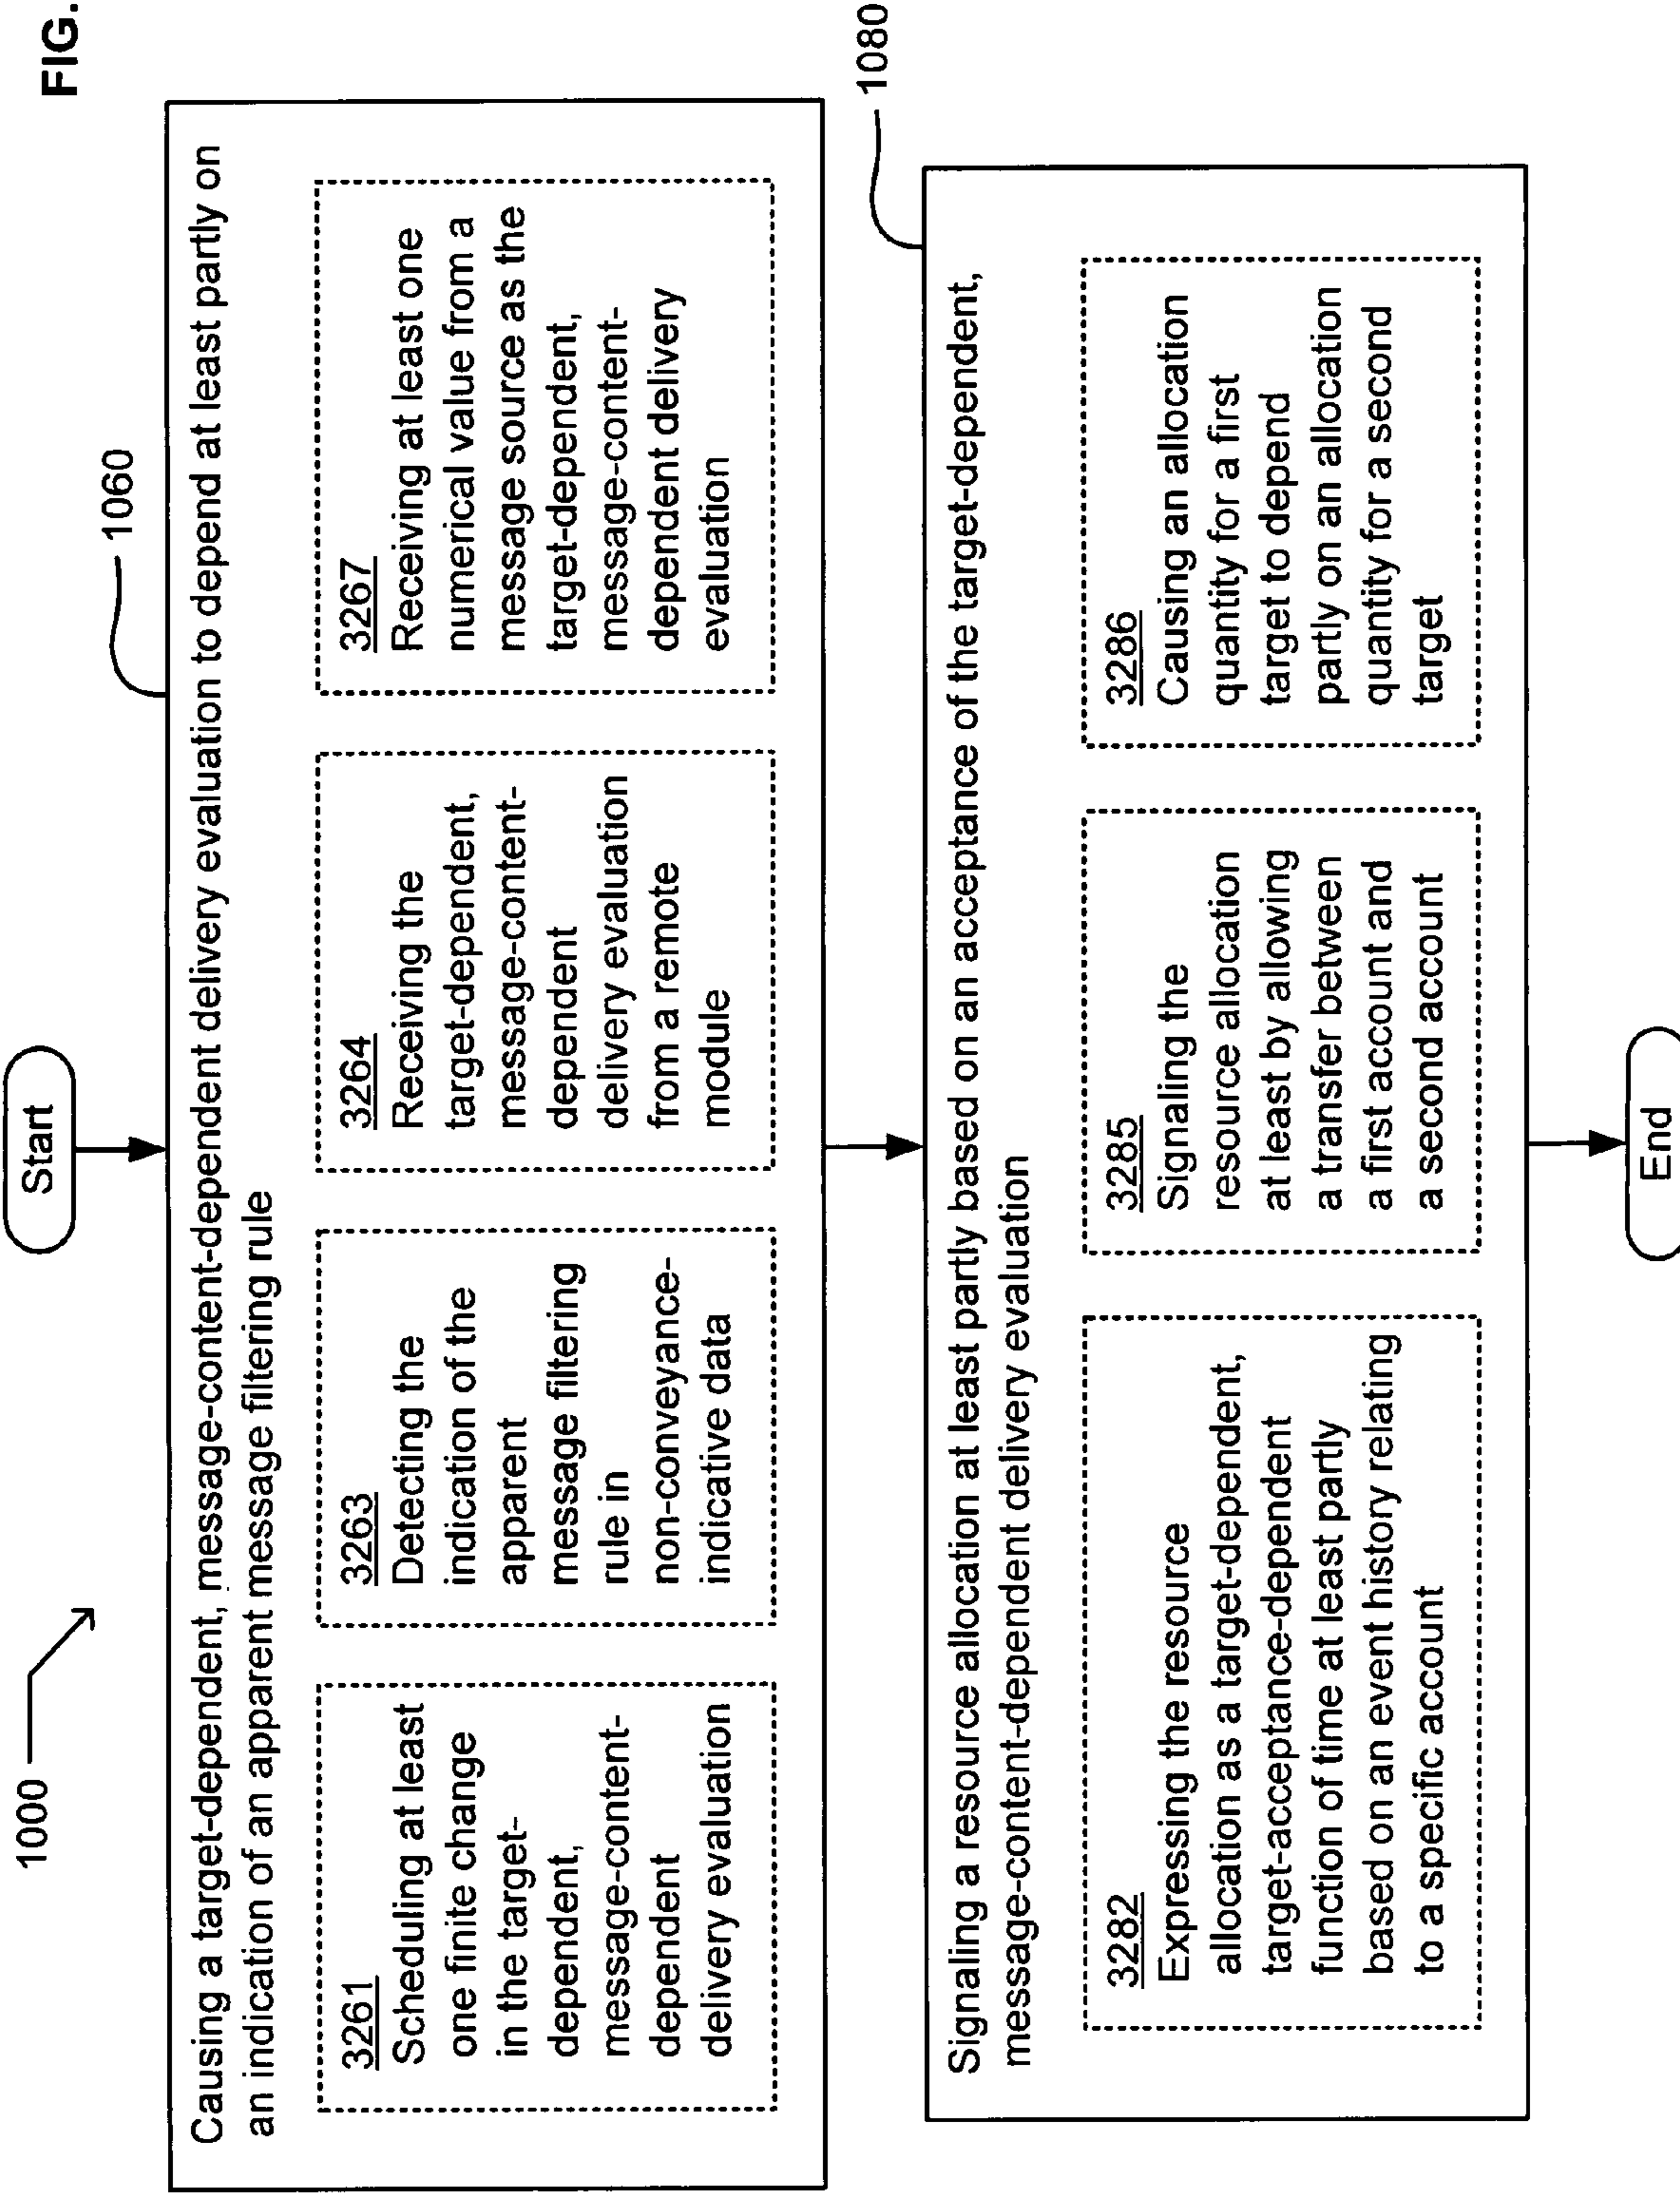 FIG.
1000
Start
1060
Causing a target-dependent, message-content-dependent delivery evaluation to depend at least partly on
an indication of an apparent message filtering rule
3261
Scheduling at least
one finite change
in the target-
dependent,
message-content-
dependent
delivery evaluation
3263
Detecting the
indication of the
apparent
message filtering
rule in
non-conveyance-
indicative data
3264
Receiving the
target-dependent,
message-content-
dependent
delivery evaluation
from a remote
module
3267
Receiving at least one
numerical value from a
message source as the
target-dependent,
message-content-
dependent delivery
evaluation
1080
Signaling a resource allocation at least partly based on an acceptance of the target-dependent,
message-content-dependent delivery evaluation
3282
Expressing the resource
allocation as a target-dependent,
target-acceptance-dependent
function of time at least partly
based on an event history relating
to a specific account
3285
Signaling the
resource allocation
at least by allowing
a transfer between
a first account and
a second account
3286
Causing an allocation
quantity for a first
target to depend
partly on an allocation
quantity for a second
target
End